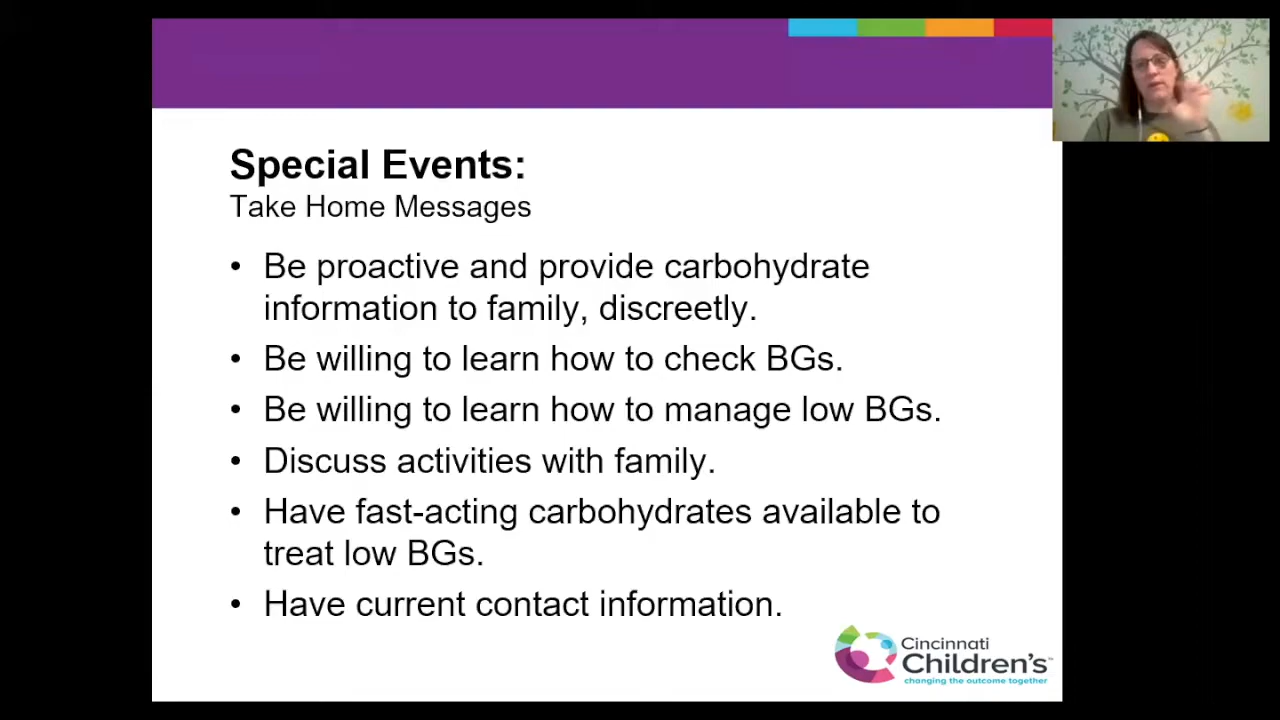 Special Events:
Take Home Messages
• Be proactive and provide carbohydrate
information to family, discreetly.
• Be willing to learn how to check BGs.
• Be willing to learn how to manage low BGs.
• Discuss activities with family.
• Have fast-acting carbohydrates available to
treat low BGs.
• Have current contact information.
Cincinnati
Children's™
changing the outcome together